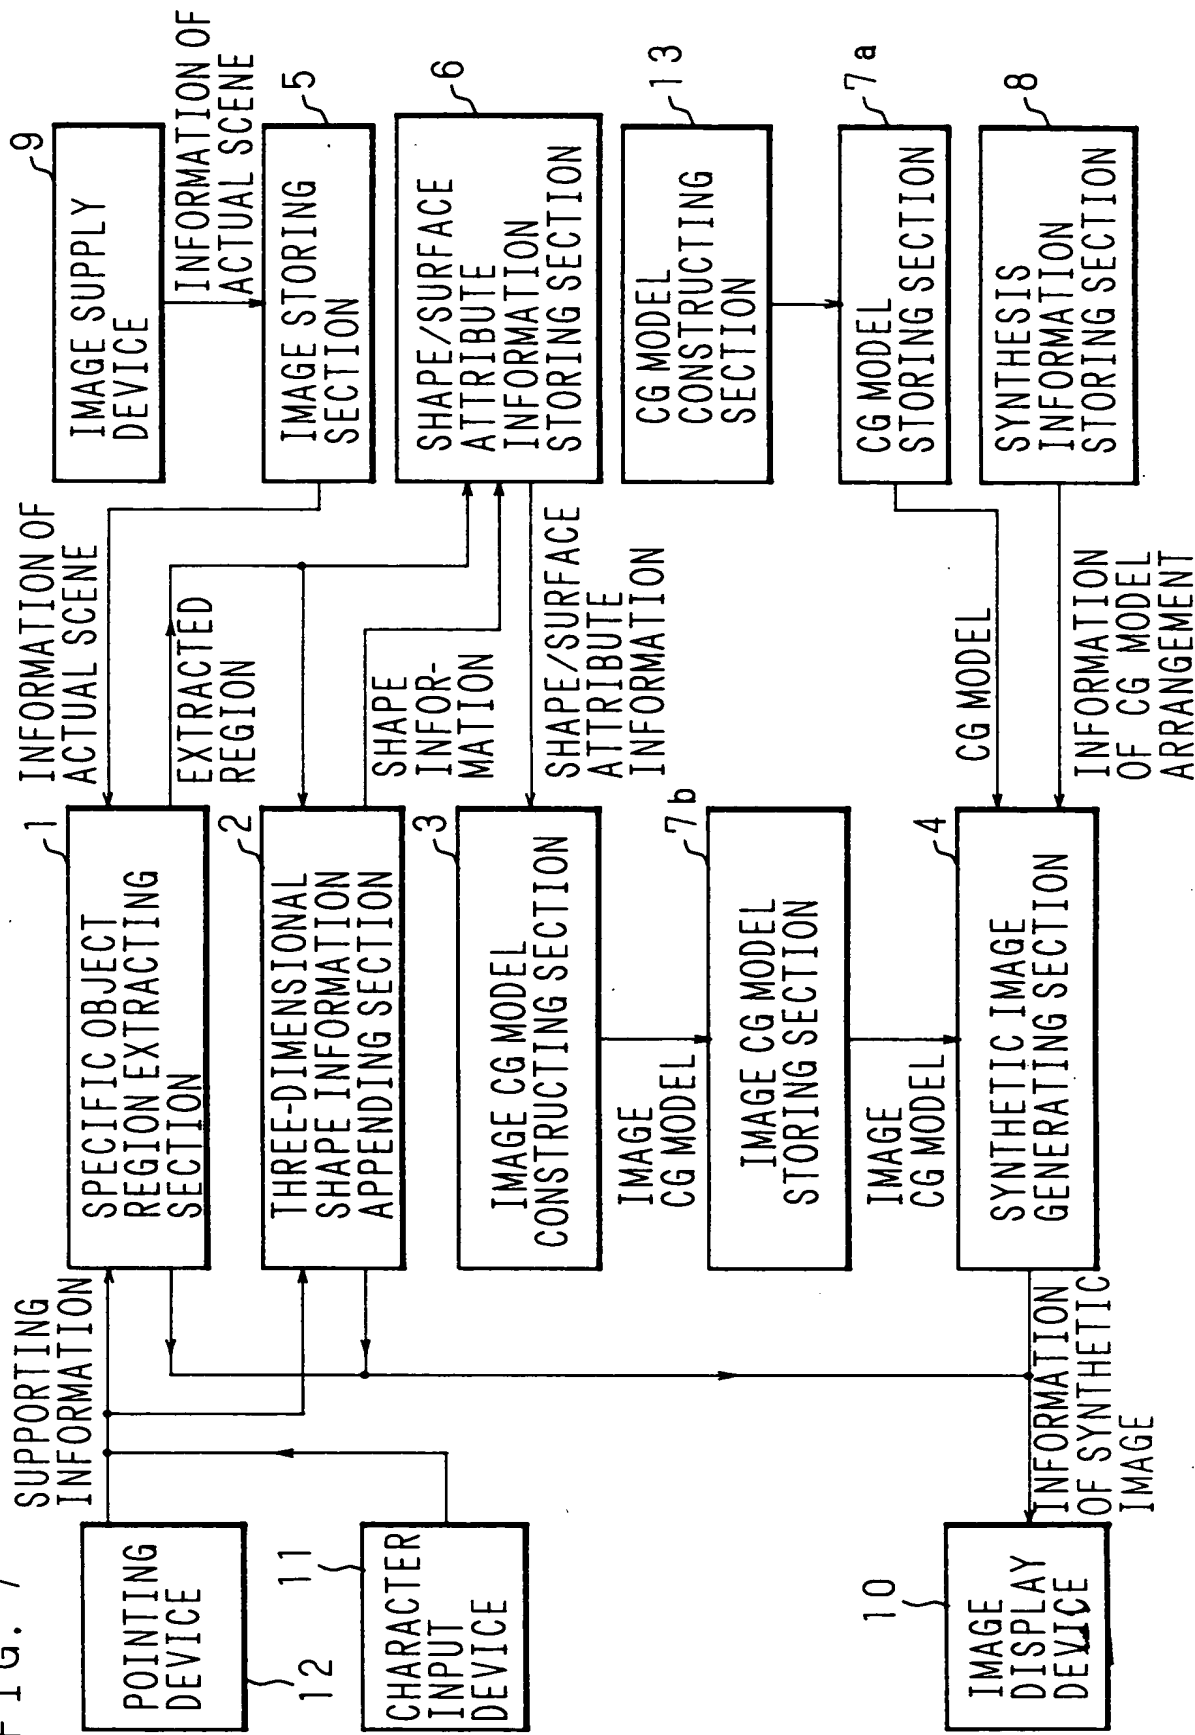 FIG. 7
POINTING
DEVICE
12
CHARACTER
INPUT
DEVICE
11
IMAGE
DISPLAY
DEVICE
10
SUPPORTING
INFORMATION
SPECIFIC OBJECT
REGION EXTRACTING
SECTION
1
THREE-DIMENSIONAL
SHAPE INFORMATION
APPENDING SECTION
2
IMAGE CG MODEL
CONSTRUCTING SECTION
3
IMAGE
CG MODEL
IMAGE CG MODEL
STORING SECTION
7b
IMAGE
CG MODEL
SYNTHETIC IMAGE
GENERATING SECTION
4
INFORMATION
OF SYNTHETIC
IMAGE
INFORMATION OF
ACTUAL SCENE
EXTRACTED
REGION
SHAPE
INFOR-
MATION
SHAPE/SURFACE
ATTRIBUTE
INFORMATION
CG MODEL
INFORMATION
OF CG MODEL
ARRANGEMENT
IMAGE SUPPLY
DEVICE
9
INFORMATION OF
ACTUAL SCENE
IMAGE STORING
SECTION
5
SHAPE/SURFACE
ATTRIBUTE
INFORMATION
STORING SECTION
6
CG MODEL
CONSTRUCTING
SECTION
13
CG MODEL
STORING SECTION
7a
SYNTHESIS
INFORMATION
STORING SECTION
8